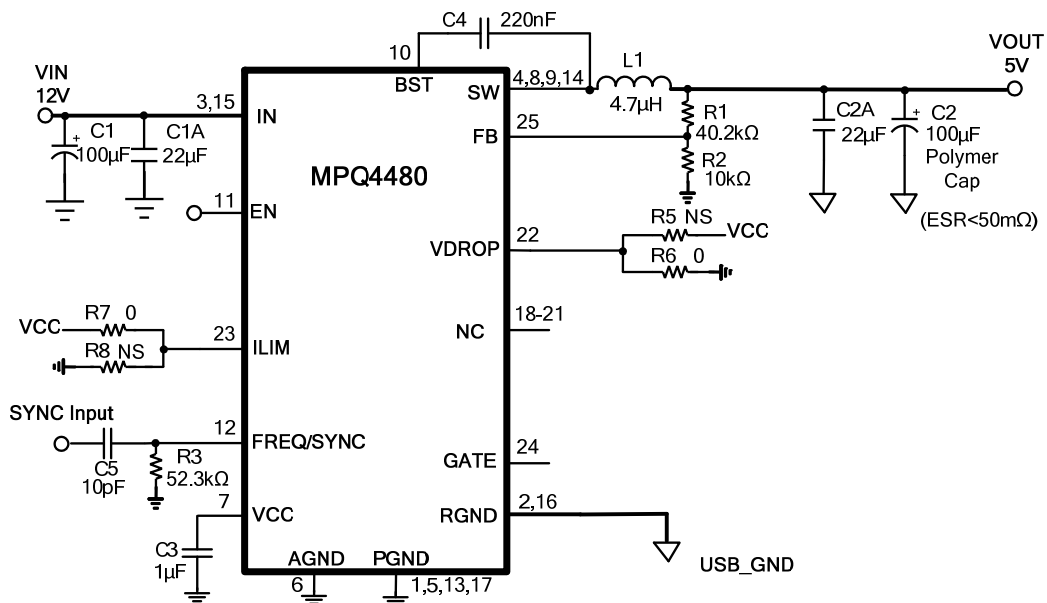 C4 220nF
10
BST
VIN
12V
3,15
IN
C1
100µF
+
C1A
22µF
4,8,9,14
SW
L1
4.7µH
VOUT
5V
25
FB
R1
40.2kΩ
R2
10kΩ
C2A
22µF
+
C2
100µF
Polymer
Cap
(ESR<50mΩ)
MPQ4480
11
EN
22
VDROP
R5 NS
VCC
R6 0
18-21
NC
VCC
R7 0
R8 NS
23
ILIM
SYNC Input
C5
10pF
R3
52.3kΩ
12
FREQ/SYNC
24
GATE
7
VCC
C3
1µF
2,16
RGND
USB_GND
AGND
6
PGND
1,5,13,17